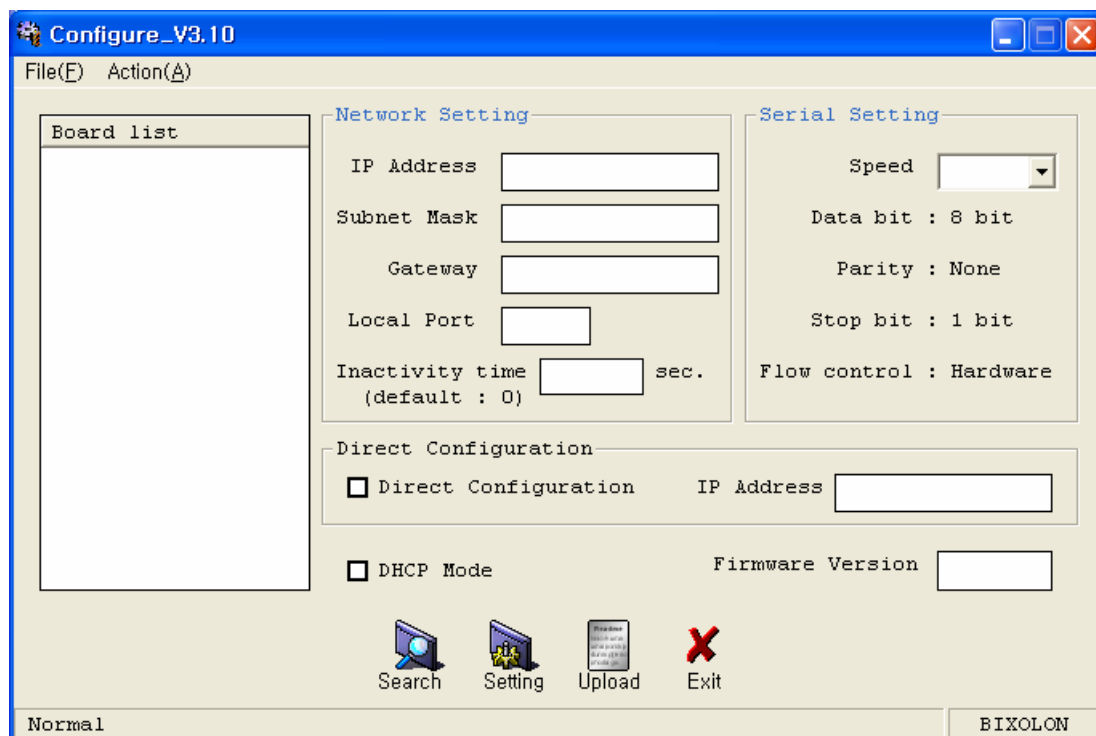 Configure_V3.10
File(F) Action(A)
Board list
Network Setting
IP Address
Subnet Mask
Gateway
Local Port
Inactivity time sec.
(default : 0)
Serial Setting
Speed
Data bit : 8 bit
Parity : None
Stop bit : 1 bit
Flow control : Hardware
Direct Configuration
Direct Configuration IP Address
DHCP Mode Firmware Version
Readme
Search Setting Upload Exit
Normal BIXOLON